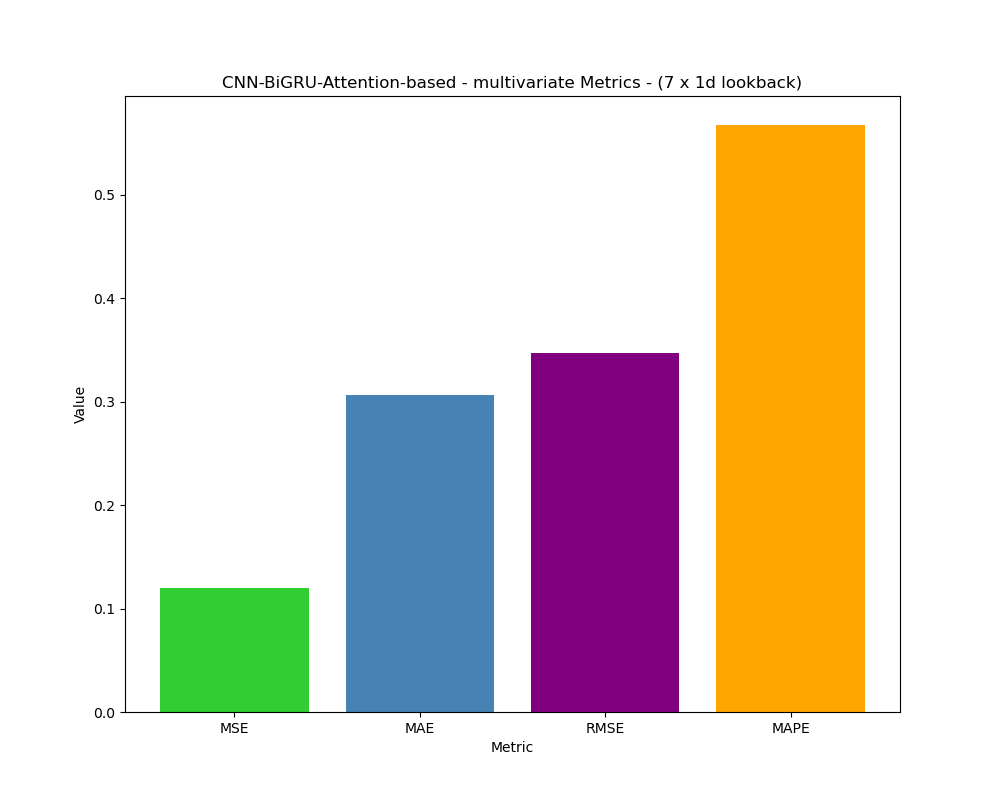 CNN-BiGRU-Attention-based - multivariate Metrics - (7 x 1d lookback)
0.5
0.4
0.3
0.2
0.1
0.0
Value
MSE MAE RMSE MAPE
Metric